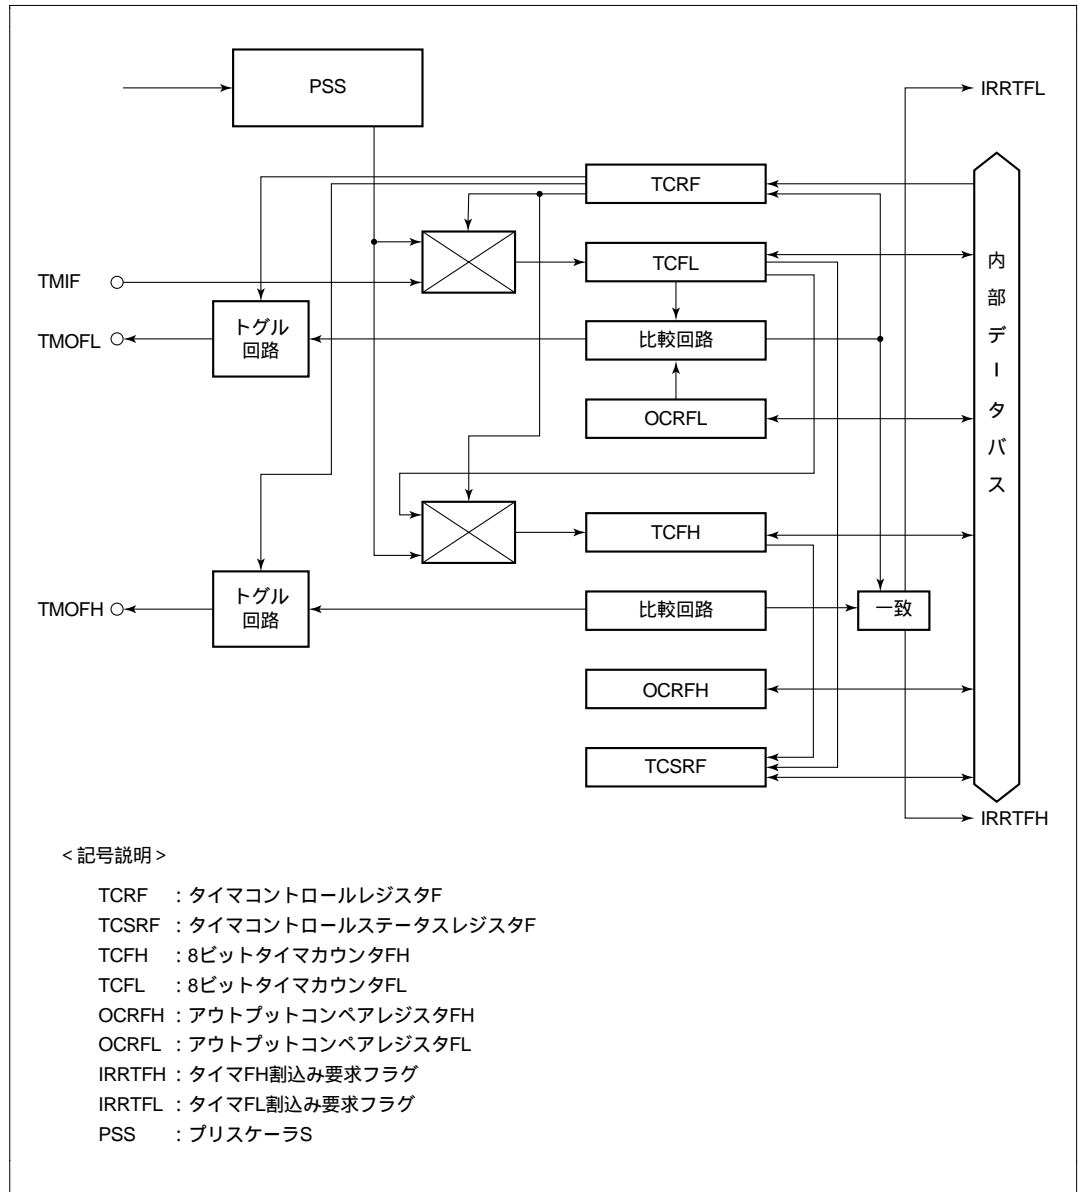 PSS
IRRTFL
TCRF
TCFL
TMIF
トグル
回路
TMOFL
比較回路
OCRFL
内部データバス
TCFH
トグル
回路
TMOFH
比較回路
一致
OCRFH
TCSRF
IRRTFH
<記号説明>
TCRF :タイマコントロールレジスタF
TCSRF :タイマコントロールステータスレジスタF
TCFH :8ビットタイマカウンタFH
TCFL :8ビットタイマカウンタFL
OCRFH :アウトプットコンペアレジスタFH
OCRFL :アウトプットコンペアレジスタFL
IRRTFH :タイマFH割込み要求フラグ
IRRTFL :タイマFL割込み要求フラグ
PSS :プリスケーラS